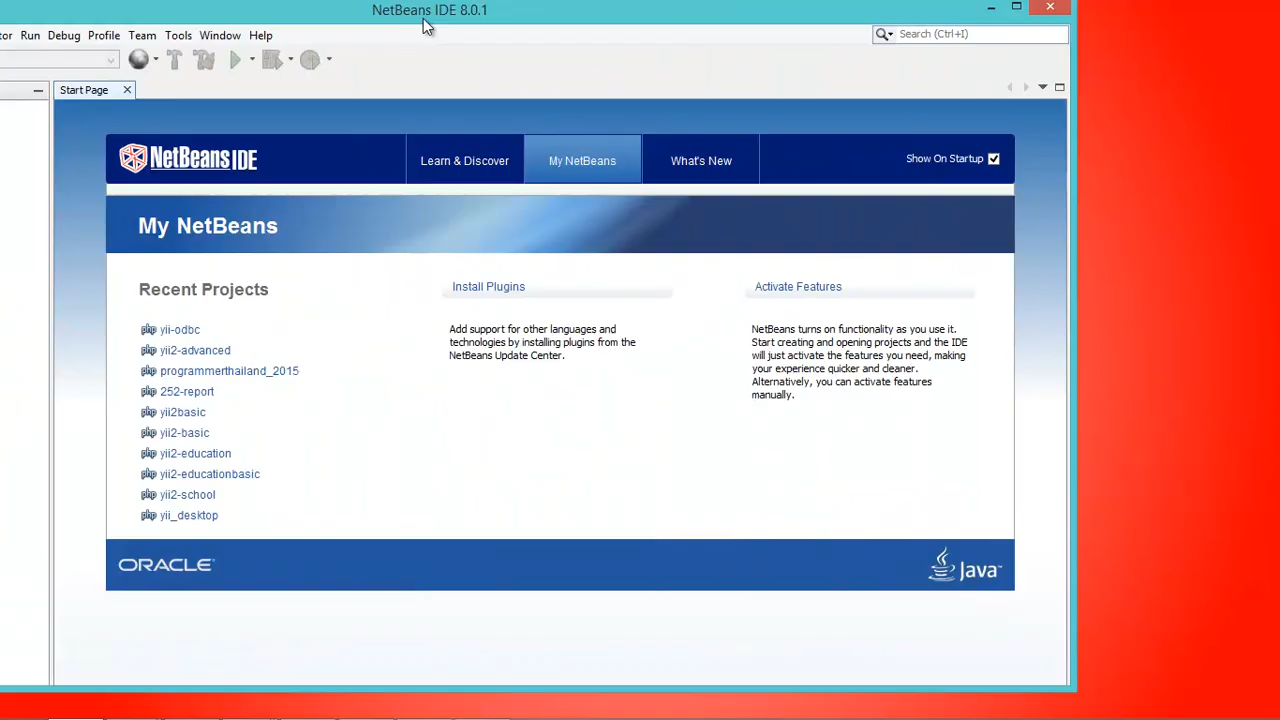 NetBeans IDE 8.0.1
Run Debug Profile Team Tools Window Help
Search (Ctrl+I)
Start Page
NetBeans IDE
Learn & Discover
My NetBeans
What's New
Show On Startup
My NetBeans
Recent Projects
yii-odbc
yii2-advanced
programmerthailand_2015
252-report
yii2basic
yii2-basic
yii2-education
yii2-educationbasic
yii2-school
yii_desktop
Install Plugins
Add support for other languages and
technologies by installing plugins from the
NetBeans Update Center.
Activate Features
NetBeans turns on functionality as you use it.
Start creating and opening projects and the IDE
will just activate the features you need, making
your experience quicker and cleaner.
Alternatively, you can activate features
manually.
ORACLE
Java